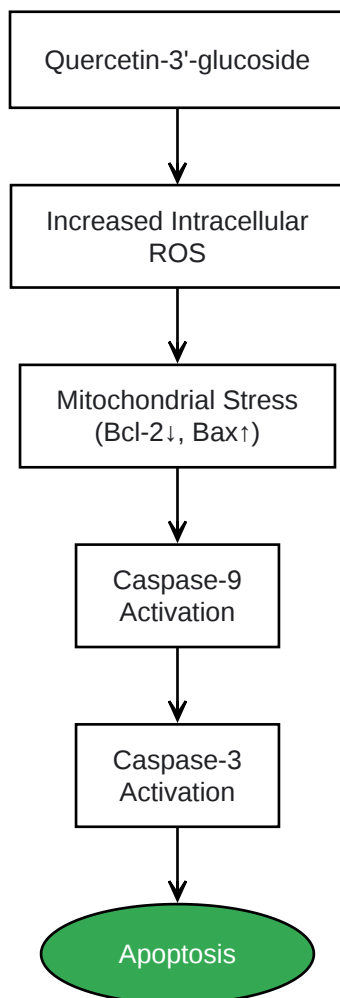 Quercetin-3'-glucoside
Increased Intracellular
ROS
Mitochondrial Stress
(Bcl-2↓, Bax↑)
Caspase-9
Activation
Caspase-3
Activation
Apoptosis